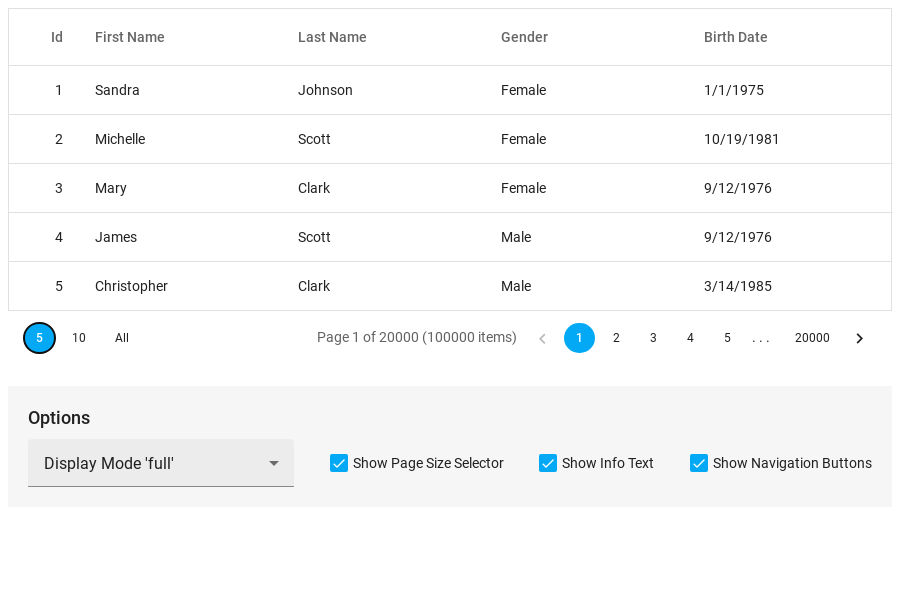 Id First Name Last Name Gender Birth Date
1 Sandra Johnson Female 1/1/1975
2 Michelle Scott Female 10/19/1981
3 Mary Clark Female 9/12/1976
4 James Scott Male 9/12/1976
5 Christopher Clark Male 3/14/1985
5 10 All Page 1 of 20000 (100000 items) 1 2 3 4 5 . . . 20000
Options
Display Mode 'full' Show Page Size Selector Show Info Text Show Navigation Buttons